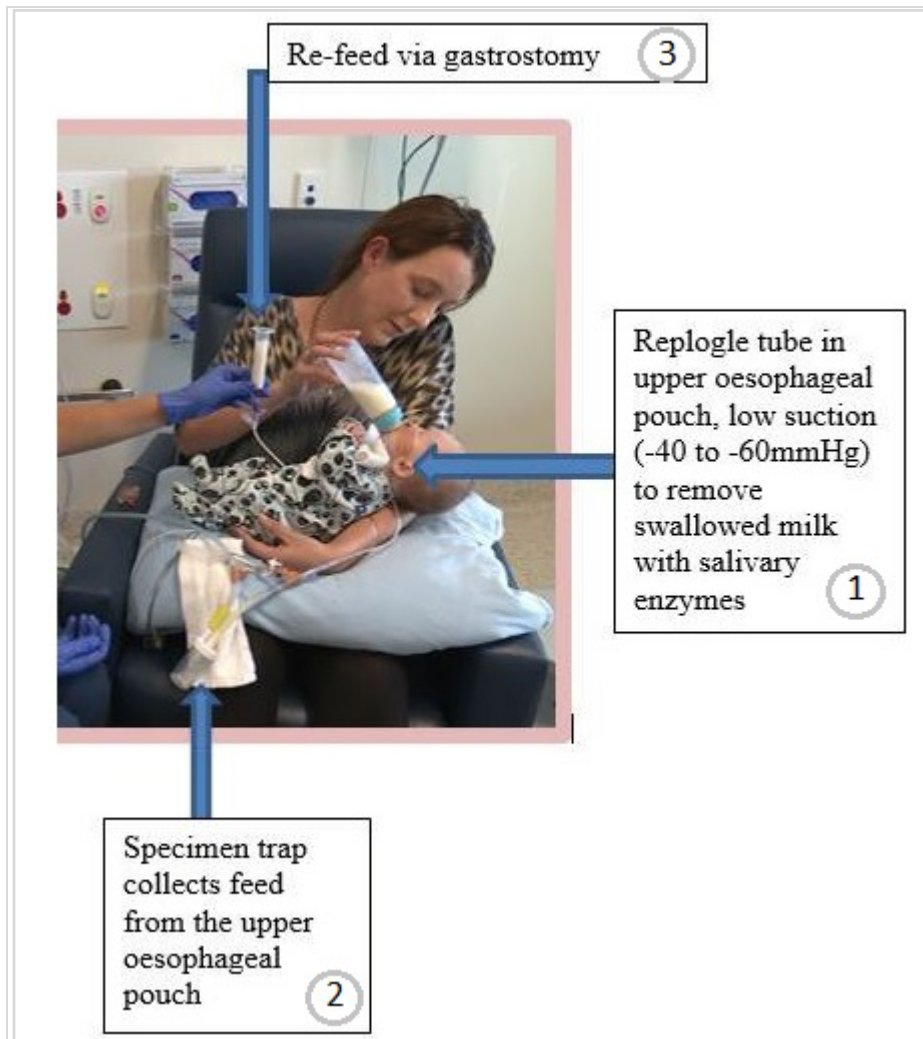 Re-feed via gastrostomy 3
Replogle tube in
upper oesophageal
pouch, low suction
(-40 to -60mmHg)
to remove
swallowed milk
with salivary
enzymes 1
Specimen trap
collects feed
from the upper
oesophageal
pouch 2